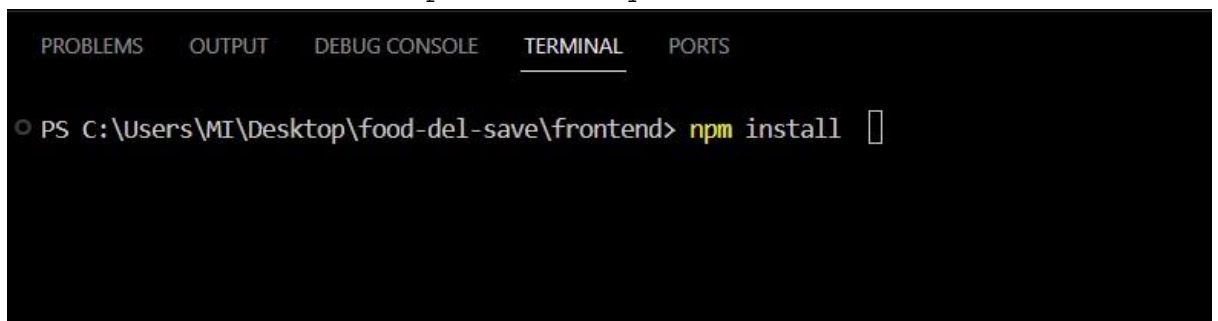 PROBLEMS OUTPUT DEBUG CONSOLE TERMINAL PORTS
PS C:\Users\MI\Desktop\food-del-save\frontend> npm install